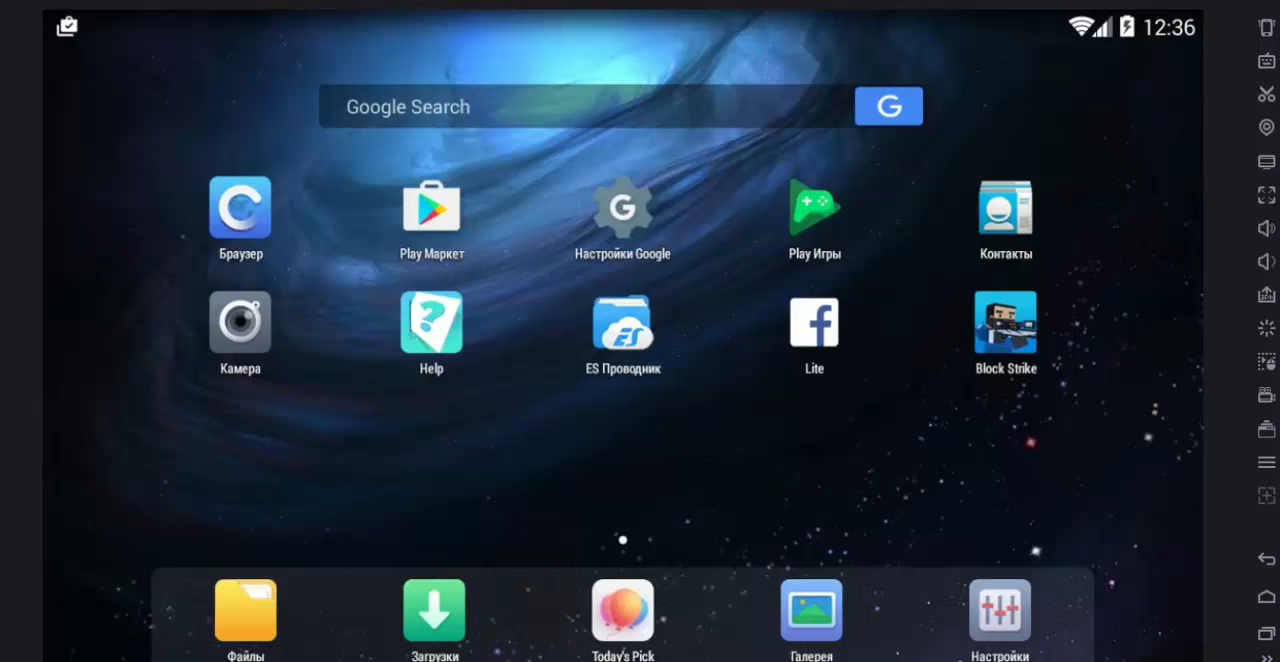 12:36
Google Search
Браузер
Play Маркет
Настройки Google
Play Игры
Контакты
Камера
Help
ES Проводник
Lite
Block Strike
Файлы
Загрузки
Today's Pick
Галерея
Настройки